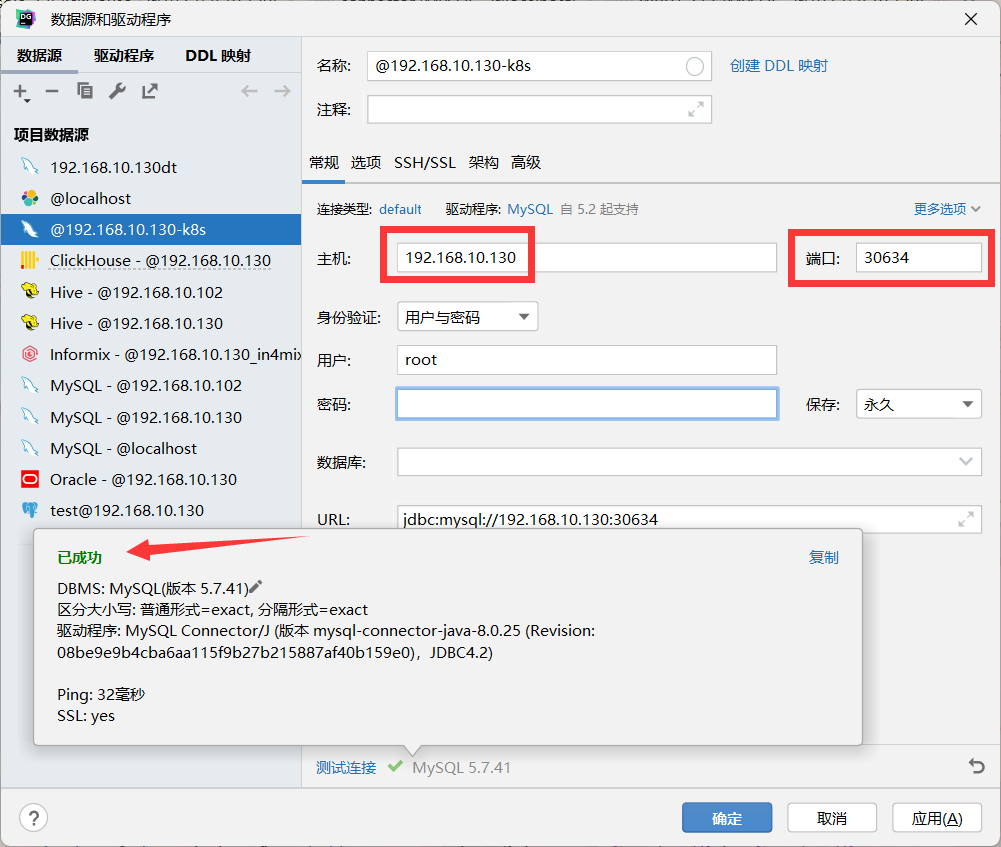 数据源和驱动程序
数据源 驱动程序 DDL 映射
项目数据源
192.168.10.130dt
@localhost
@192.168.10.130-k8s
ClickHouse - @192.168.10.130
Hive - @192.168.10.102
Hive - @192.168.10.130
Informix - @192.168.10.130_in4mix
MySQL - @192.168.10.102
MySQL - @192.168.10.130
MySQL - @localhost
Oracle - @192.168.10.130
test@192.168.10.130
名称: @192.168.10.130-k8s 创建 DDL 映射
注释:
常规 选项 SSH/SSL 架构 高级
连接类型: default 驱动程序: MySQL 自 5.2 起支持 更多选项
主机: 192.168.10.130 端口: 30634
身份验证: 用户与密码
用户: root
密码: 保存: 永久
数据库:
URL: jdbc:mysql://192.168.10.130:30634
已成功 复制
DBMS: MySQL(版本 5.7.41)
区分大小写: 普通形式=exact, 分隔形式=exact
驱动程序: MySQL Connector/J (版本 mysql-connector-java-8.0.25 (Revision:
08be9e9b4cba6aa115f9b27b215887af40b159e0)，JDBC4.2)
Ping: 32毫秒
SSL: yes
测试连接 MySQL 5.7.41
? 确定 取消 应用(A)